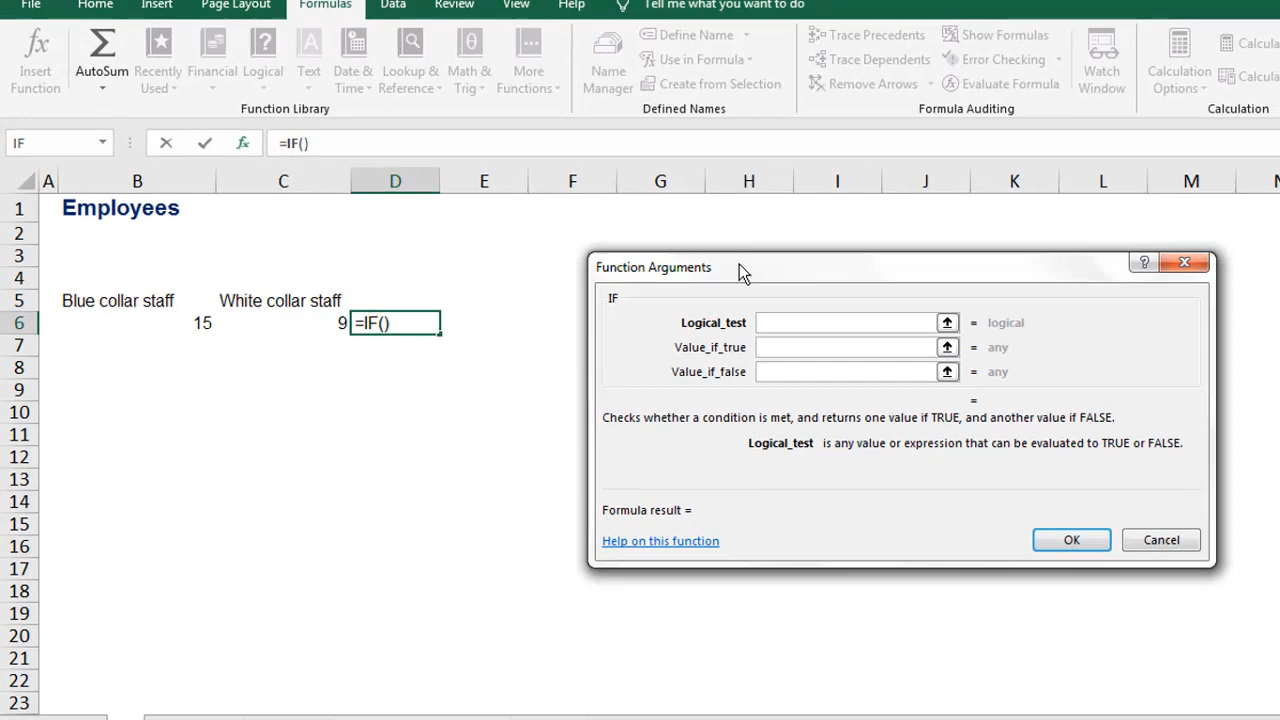 File Home Insert Page Layout Formulas Data Review View Help Tell me what you want to do
fx Σ ? A θ
Insert Function AutoSum Recently Used Financial Logical Text Date & Time Lookup & Reference Math & Trig More Functions
Name Manager Define Name Use in Formula Create from Selection
Trace Precedents Show Formulas
Trace Dependents Error Checking
Remove Arrows Evaluate Formula
Watch Window Calculation Options Calcula
Calcula
Function Library Defined Names Formula Auditing Calculation
IF fx =IF()
A B C D E F G H I J K L M N
1 Employees
2
3
4
5 Blue collar staff White collar staff
6 15 9 =IF()
7
8
9
10
11
12
13
14
15
16
17
18
19
20
21
22
23
Function Arguments ?
IF
Logical_test = logical
Value_if_true = any
Value_if_false = any
=
Checks whether a condition is met, and returns one value if TRUE, and another value if FALSE.
Logical_test is any value or expression that can be evaluated to TRUE or FALSE.
Formula result =
Help on this function OK Cancel